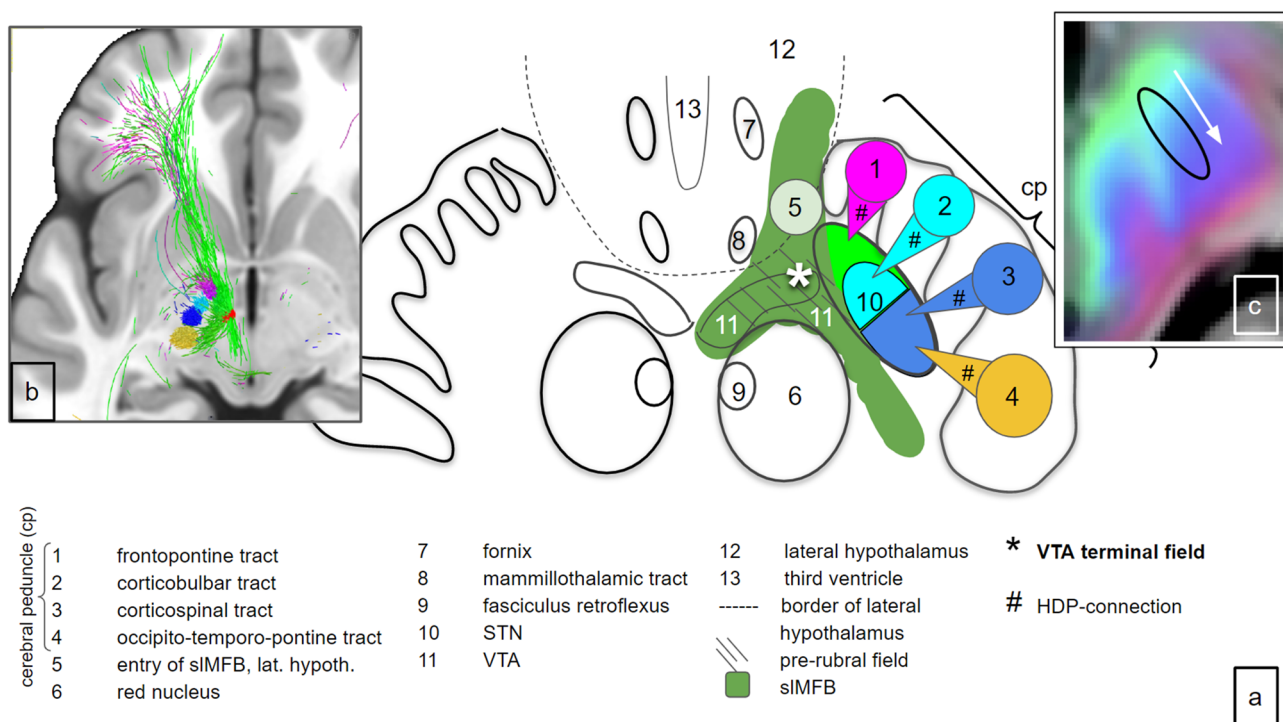 12
13
7
1
cp
#
2
5
#
8
3
*
#
10
11
11
#
4
9
6
b
c
cerebral peduncle (cp)
1 frontopontine tract
2 corticobulbar tract
3 corticospinal tract
4 occipito-temporo-pontine tract
5 entry of slMFB, lat. hypoth.
6 red nucleus
7 fornix
8 mammillothalamic tract
9 fasciculus retroflexus
10 STN
11 VTA
12 lateral hypothalamus
13 third ventricle
------ border of lateral
hypothalamus
pre-rubral field
slMFB
* VTA terminal field
# HDP-connection
a